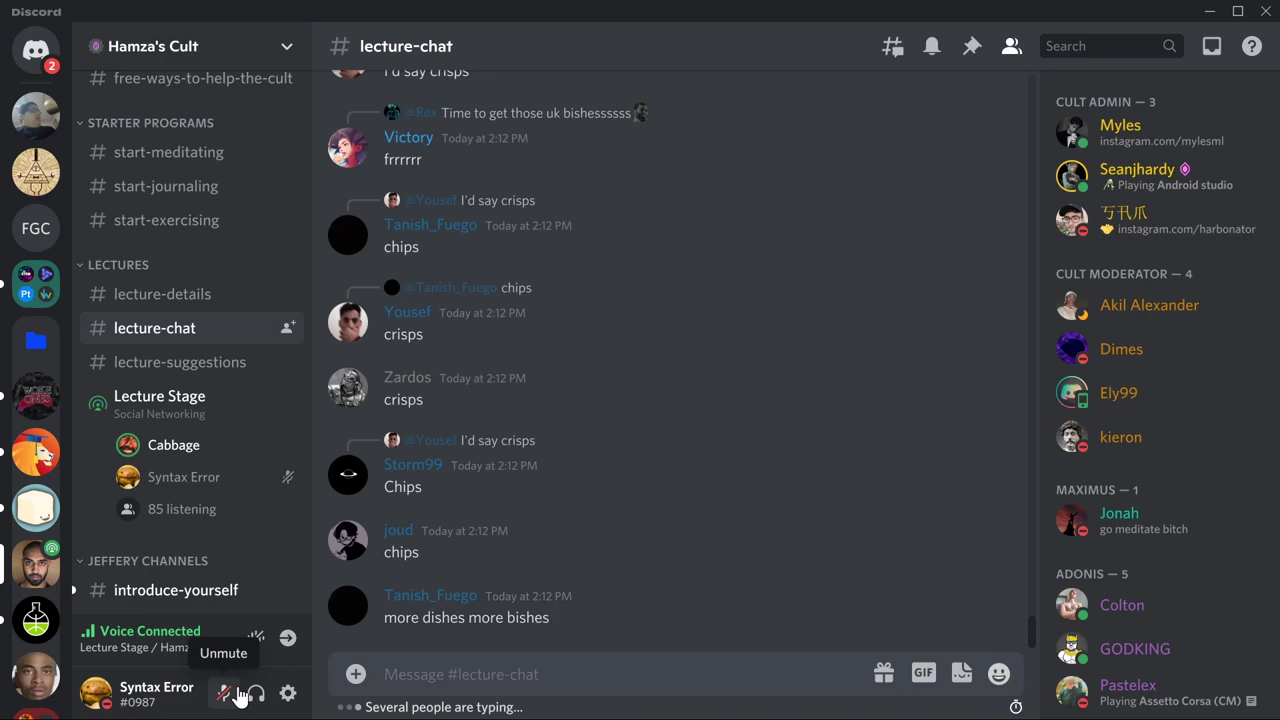 Discord
2
FGC
Pt
Hamza's Cult
# free-ways-to-help-the-cult
STARTER PROGRAMS
# start-meditating
# start-journaling
# start-exercising
LECTURES
# lecture-details
# lecture-chat
# lecture-suggestions
Lecture Stage
Social Networking
Cabbage
Syntax Error
85 listening
JEFFERY CHANNELS
# introduce-yourself
Voice Connected
Lecture Stage / Hamz
Unmute
Syntax Error
#0987
# lecture-chat
Search
I'd say crisps
@Rex Time to get those uk bishessssss
Victory Today at 2:12 PM
frrrrrr
@Yousef I'd say crisps
Tanish_Fuego Today at 2:12 PM
chips
@Tanish_Fuego chips
Yousef Today at 2:12 PM
crisps
Zardos Today at 2:12 PM
crisps
@Yousef I'd say crisps
Storm99 Today at 2:12 PM
Chips
joud Today at 2:12 PM
chips
Tanish_Fuego Today at 2:12 PM
more dishes more bishes
Message #lecture-chat
GIF
Several people are typing...
CULT ADMIN — 3
Myles
instagram.com/mylesml
Seanjhardy
Playing Android studio
instagram.com/harbonator
CULT MODERATOR — 4
Akil Alexander
Dimes
Ely99
kieron
MAXIMUS — 1
Jonah
go meditate bitch
ADONIS — 5
Colton
GODKING
Pastelex
Playing Assetto Corsa (CM)